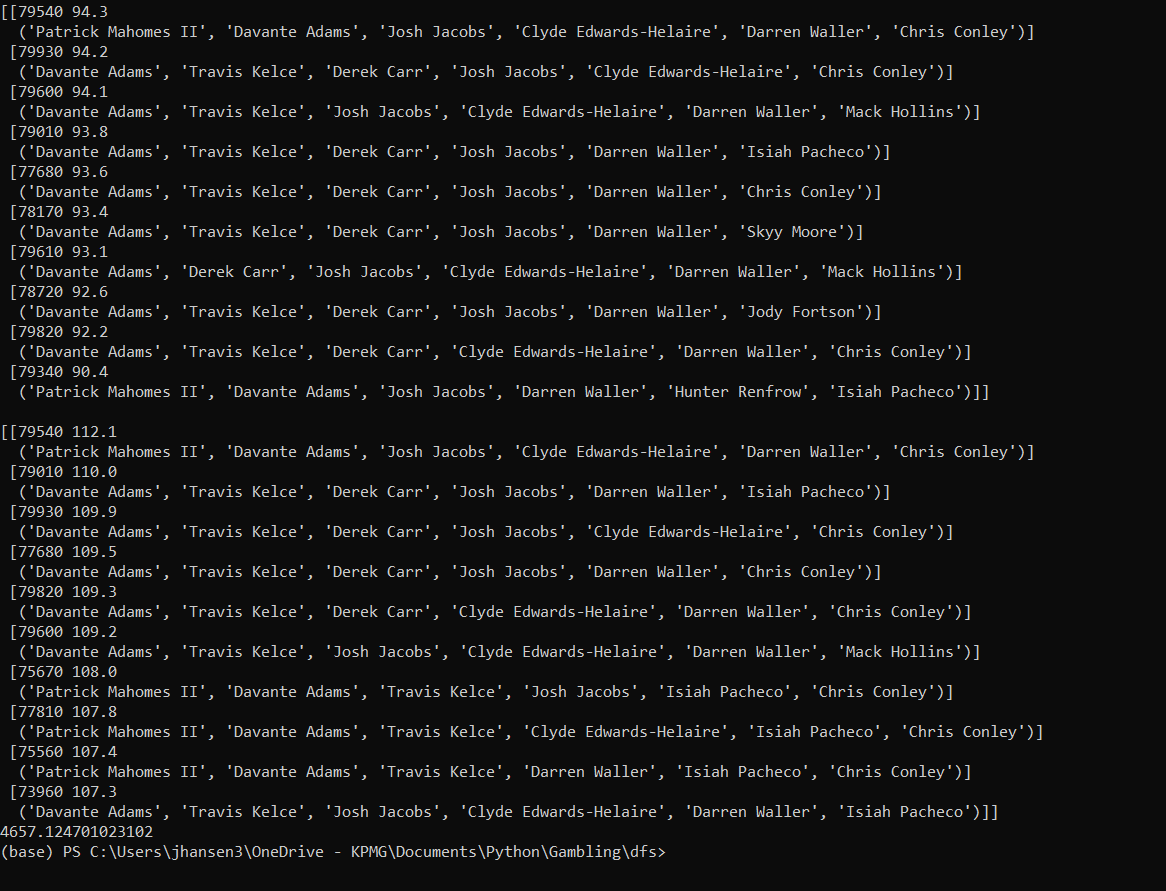 [[79540 94.3
('Patrick Mahomes II', 'Davante Adams', 'Josh Jacobs', 'Clyde Edwards-Helaire', 'Darren Waller', 'Chris Conley')]
[79930 94.2
('Davante Adams', 'Travis Kelce', 'Derek Carr', 'Josh Jacobs', 'Clyde Edwards-Helaire', 'Chris Conley')]
[79600 94.1
('Davante Adams', 'Travis Kelce', 'Josh Jacobs', 'Clyde Edwards-Helaire', 'Darren Waller', 'Mack Hollins')]
[79010 93.8
('Davante Adams', 'Travis Kelce', 'Derek Carr', 'Josh Jacobs', 'Darren Waller', 'Isiah Pacheco')]
[77680 93.6
('Davante Adams', 'Travis Kelce', 'Derek Carr', 'Josh Jacobs', 'Darren Waller', 'Chris Conley')]
[78170 93.4
('Davante Adams', 'Travis Kelce', 'Derek Carr', 'Josh Jacobs', 'Darren Waller', 'Skyy Moore')]
[79610 93.1
('Davante Adams', 'Derek Carr', 'Josh Jacobs', 'Clyde Edwards-Helaire', 'Darren Waller', 'Mack Hollins')]
[78720 92.6
('Davante Adams', 'Travis Kelce', 'Derek Carr', 'Josh Jacobs', 'Darren Waller', 'Jody Fortson')]
[79820 92.2
('Davante Adams', 'Travis Kelce', 'Derek Carr', 'Clyde Edwards-Helaire', 'Darren Waller', 'Chris Conley')]
[79340 90.4
('Patrick Mahomes II', 'Davante Adams', 'Josh Jacobs', 'Darren Waller', 'Hunter Renfrow', 'Isiah Pacheco')]]
[[79540 112.1
('Patrick Mahomes II', 'Davante Adams', 'Josh Jacobs', 'Clyde Edwards-Helaire', 'Darren Waller', 'Chris Conley')]
[79010 110.0
('Davante Adams', 'Travis Kelce', 'Derek Carr', 'Josh Jacobs', 'Darren Waller', 'Isiah Pacheco')]
[79930 109.9
('Davante Adams', 'Travis Kelce', 'Derek Carr', 'Josh Jacobs', 'Clyde Edwards-Helaire', 'Chris Conley')]
[77680 109.5
('Davante Adams', 'Travis Kelce', 'Derek Carr', 'Josh Jacobs', 'Darren Waller', 'Chris Conley')]
[79820 109.3
('Davante Adams', 'Travis Kelce', 'Derek Carr', 'Clyde Edwards-Helaire', 'Darren Waller', 'Chris Conley')]
[79600 109.2
('Davante Adams', 'Travis Kelce', 'Josh Jacobs', 'Clyde Edwards-Helaire', 'Darren Waller', 'Mack Hollins')]
[75670 108.0
('Patrick Mahomes II', 'Davante Adams', 'Travis Kelce', 'Josh Jacobs', 'Isiah Pacheco', 'Chris Conley')]
[77810 107.8
('Patrick Mahomes II', 'Davante Adams', 'Travis Kelce', 'Clyde Edwards-Helaire', 'Isiah Pacheco', 'Chris Conley')]
[75560 107.4
('Patrick Mahomes II', 'Davante Adams', 'Travis Kelce', 'Darren Waller', 'Isiah Pacheco', 'Chris Conley')]
[73960 107.3
('Davante Adams', 'Travis Kelce', 'Josh Jacobs', 'Clyde Edwards-Helaire', 'Darren Waller', 'Isiah Pacheco')]]
4657.124701023102
(base) PS C:\Users\jhansen3\OneDrive - KPMG\Documents\Python\Gambling\dfs>